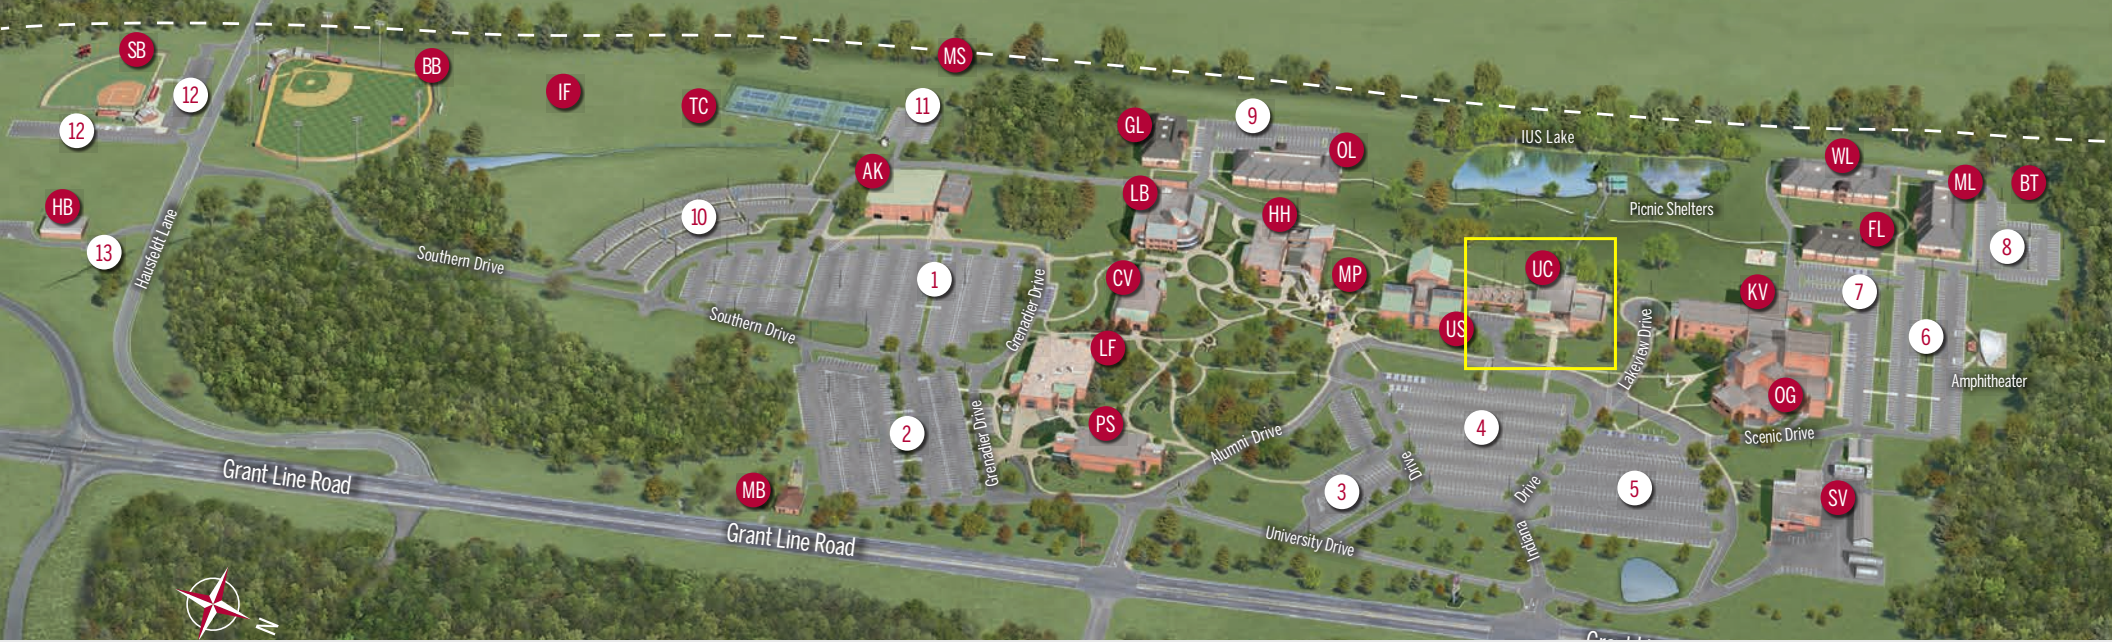 SB
BB
MS
12
IF
TC
11
12
GL
9
OL
IUS Lake
WL
AK
LB
ML
BT
HB
10
HH
Picnic Shelters
FL
13
Hausfeldt Lane
Southern Drive
1
CV
MP
UC
8
KV
7
Southern Drive
Grenadier Drive
US
Lakeview Drive
6
LF
Amphitheater
OG
2
Grenadier Drive
PS
Alumni Drive
4
Scenic Drive
Grant Line Road
MB
3
Drive
Drive
5
SV
Grant Line Road
University Drive
Indiana
N